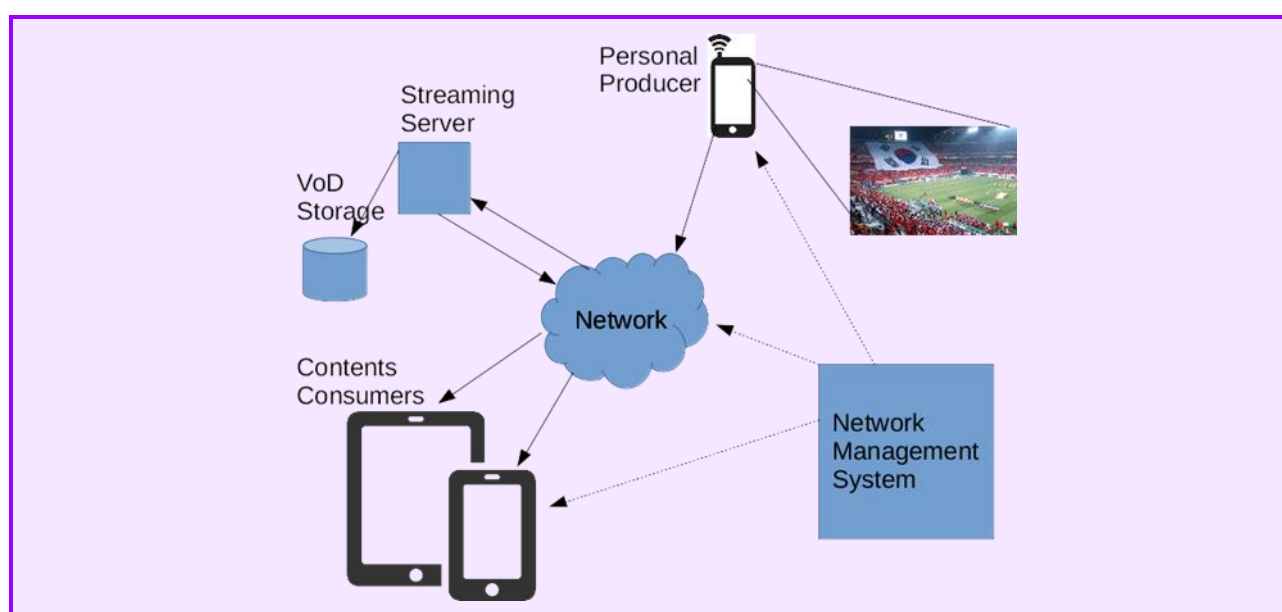 Personal
Producer
Streaming
Server
VoD
Storage
Network
Contents
Consumers
Network
Management
System